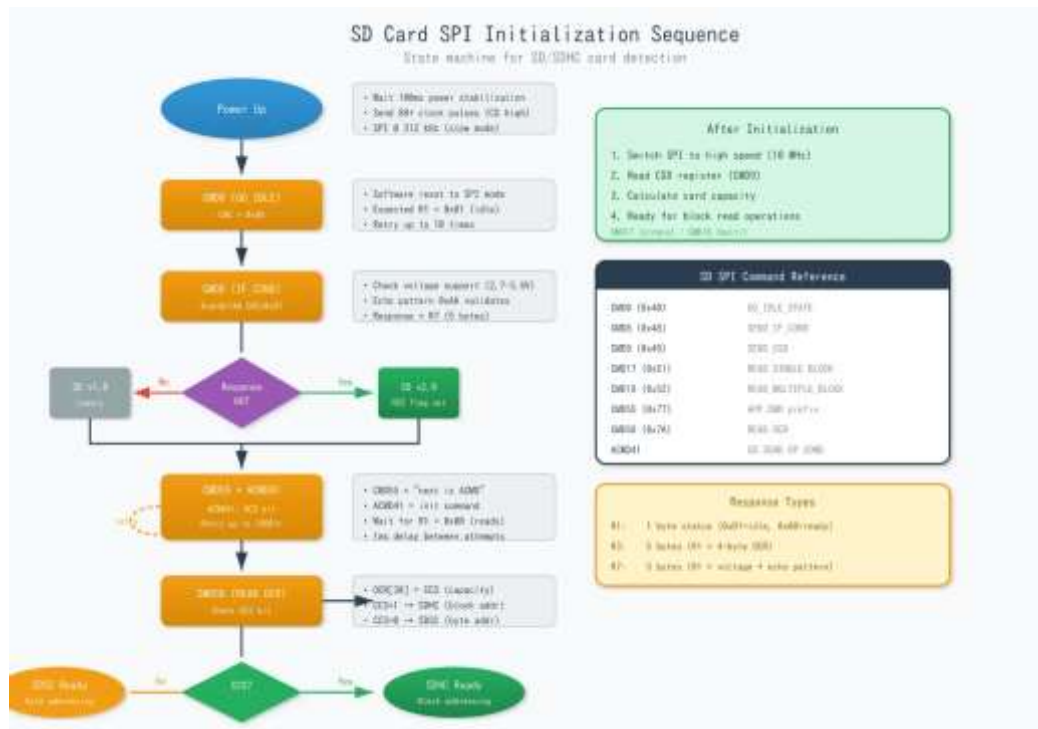 SD Card SPI Initialization Sequence
State machine for SD/SDHC card detection
Power Up
• Wait 100ms power stabilization
• Send 80+ clock pulses (CS high)
• SPI @ 312 kHz (slow mode)
CMD0 (GO_IDLE)
• Software reset to SPI mode
• Expected R1 = 0x01 (idle)
• Retry up to 10 times
CMD8 (IF_COND)
• Check voltage support (2.7-3.6V)
• Echo pattern 0xAA validates
• Response = R7 (5 bytes)
Response
No
Yes
SD v1.0
SD v2.0
HCS flag set
CMD55 + ACMD41
Retry up to
• CMD55 = "next is ACMD"
• ACMD41 = init command
• Wait for R1 = 0x00 (ready)
• 1ms delay between attempts
CMD58 (READ_OCR)
• OCR[30] = CCS (capacity)
• CCS=1 → SDHC (block addr)
• CCS=0 → SDSC (byte addr)
CCS?
No
Yes
SDSC Ready
Byte addressing
SDHC Ready
Block addressing
After Initialization
1. Switch SPI to high speed (10 MHz)
2. Read CSD register (CMD9)
3. Calculate card capacity
4. Ready for block read operations
SD SPI Command Reference
CMD0 (0x40) GO_IDLE_STATE
CMD8 (0x48) SEND_IF_COND
CMD9 (0x49) SEND_CSD
CMD17 (0x51) READ_SINGLE_BLOCK
CMD18 (0x52) READ_MULTIPLE_BLOCK
CMD55 (0x77) APP_CMD prefix
CMD58 (0x7A) READ_OCR
ACMD41 SD_SEND_OP_COND
Response Types
R1: 1 byte status (0x01=idle, 0x00=ready)
R3: 5 bytes (R1 + 4-byte OCR)
R7: 5 bytes (R1 + voltage + echo pattern)